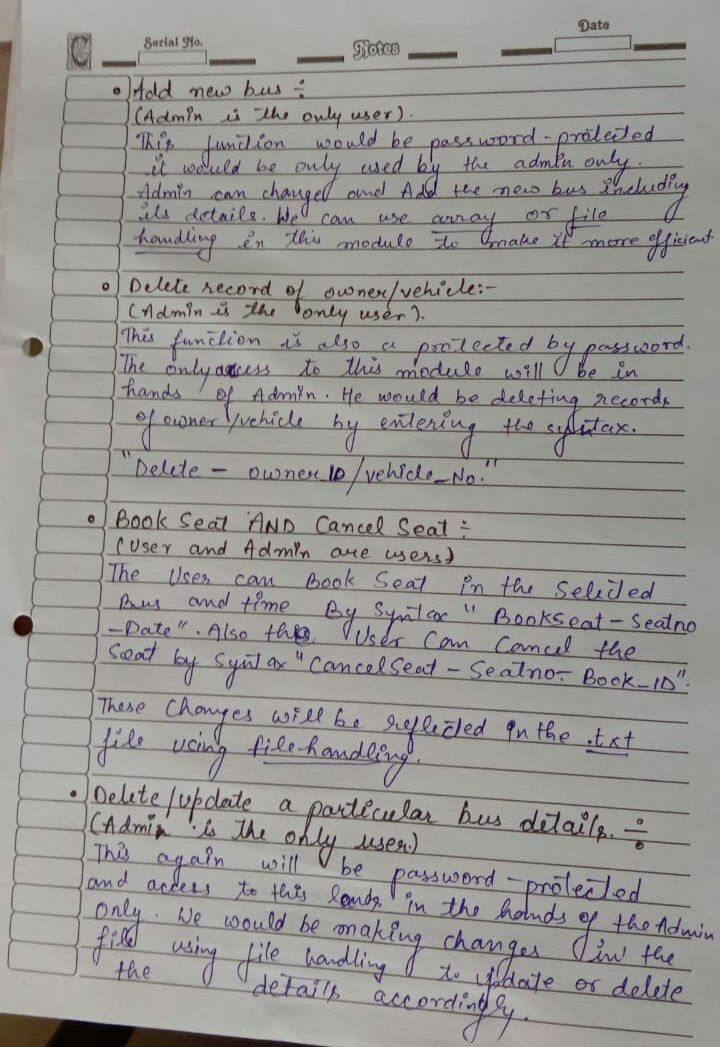 Serial No.
Notes
Date
• Add new bus ÷
(Admin is the only user).
This function would be password-protected
it would be only used by the admin only.
Admin can change and Add the new bus including
its details. We can use array or file
handling in this module to make it more efficient
• Delete record of owner/vehicle:-
(Admin is the only user).
This function is also a protected by password.
The only access to this module will be in
hands of Admin. He would be deleting records
of owner/vehicle by entering the syntax.
"Delete - owner ID/vehicle_No."
• Book Seat AND Cancel Seat ÷
(User and Admin are users)
The User can Book Seat in the Selected
Bus and time By Syntax "Bookseat - Seatno
-Date". Also the User Can Cancel the
Seat by Syntax "CancelSeat - Seatno- Book_ID".
These Changes will be reflected in the .txt
file using file-handling.
• Delete/update a particular bus details. ÷
(Admin is the only user)
This again will be password-protected
and access to this lends in the hands of the Admin
only. We would be making changes in the
file using file handling to update or delete
the details accordingly.